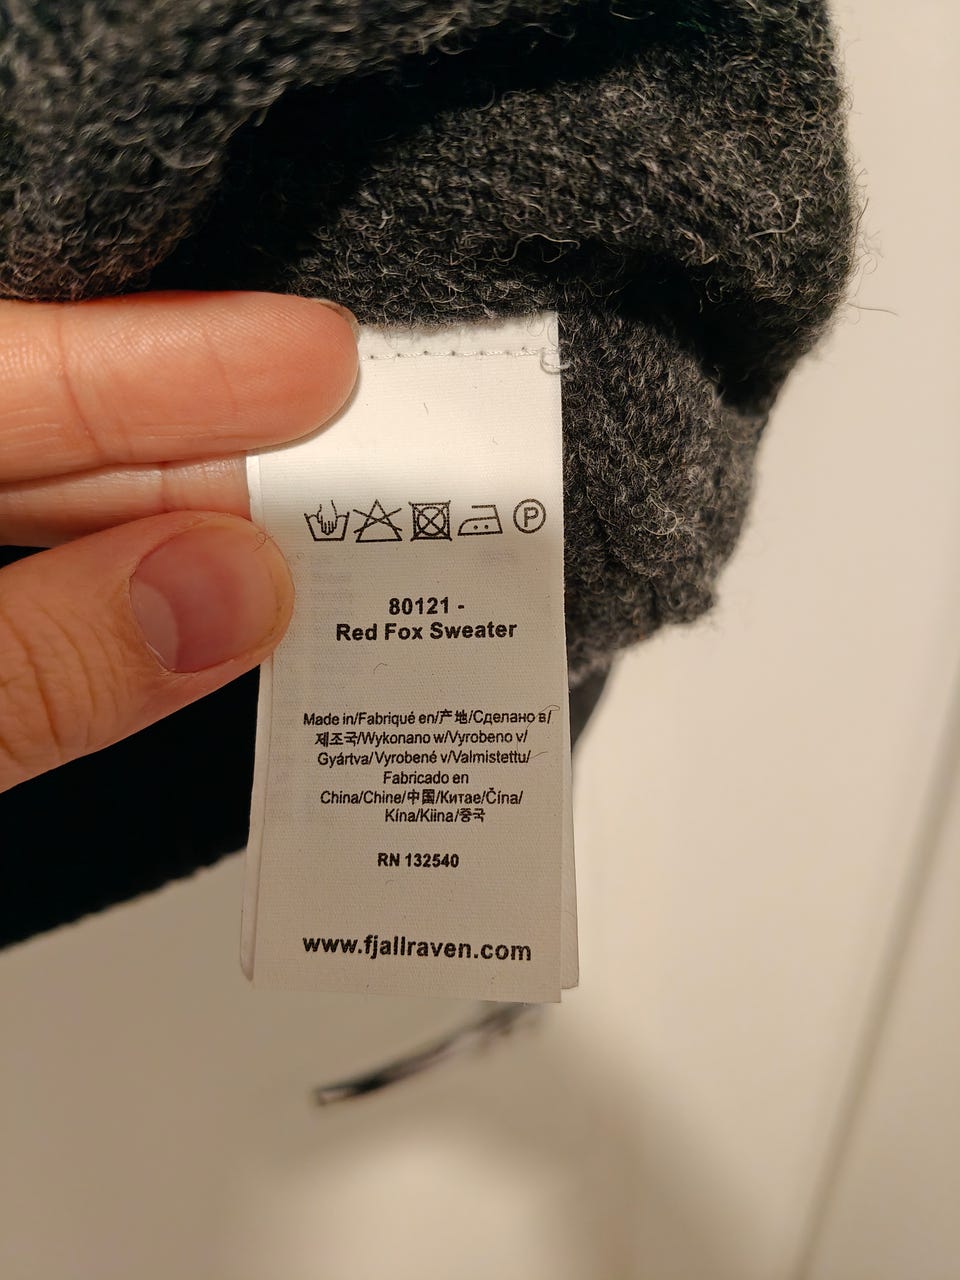 P
80121 -
Red Fox Sweater
Made in/Fabriqué en/产地/Сделано в/
제조국/Wykonano w/Vyrobeno v/
Gyártva/Vyrobené v/Valmistettu/
Fabricado en
China/Chine/中国/Китае/Čína/
Kína/Kiina/중국
RN 132540
www.fjallraven.com